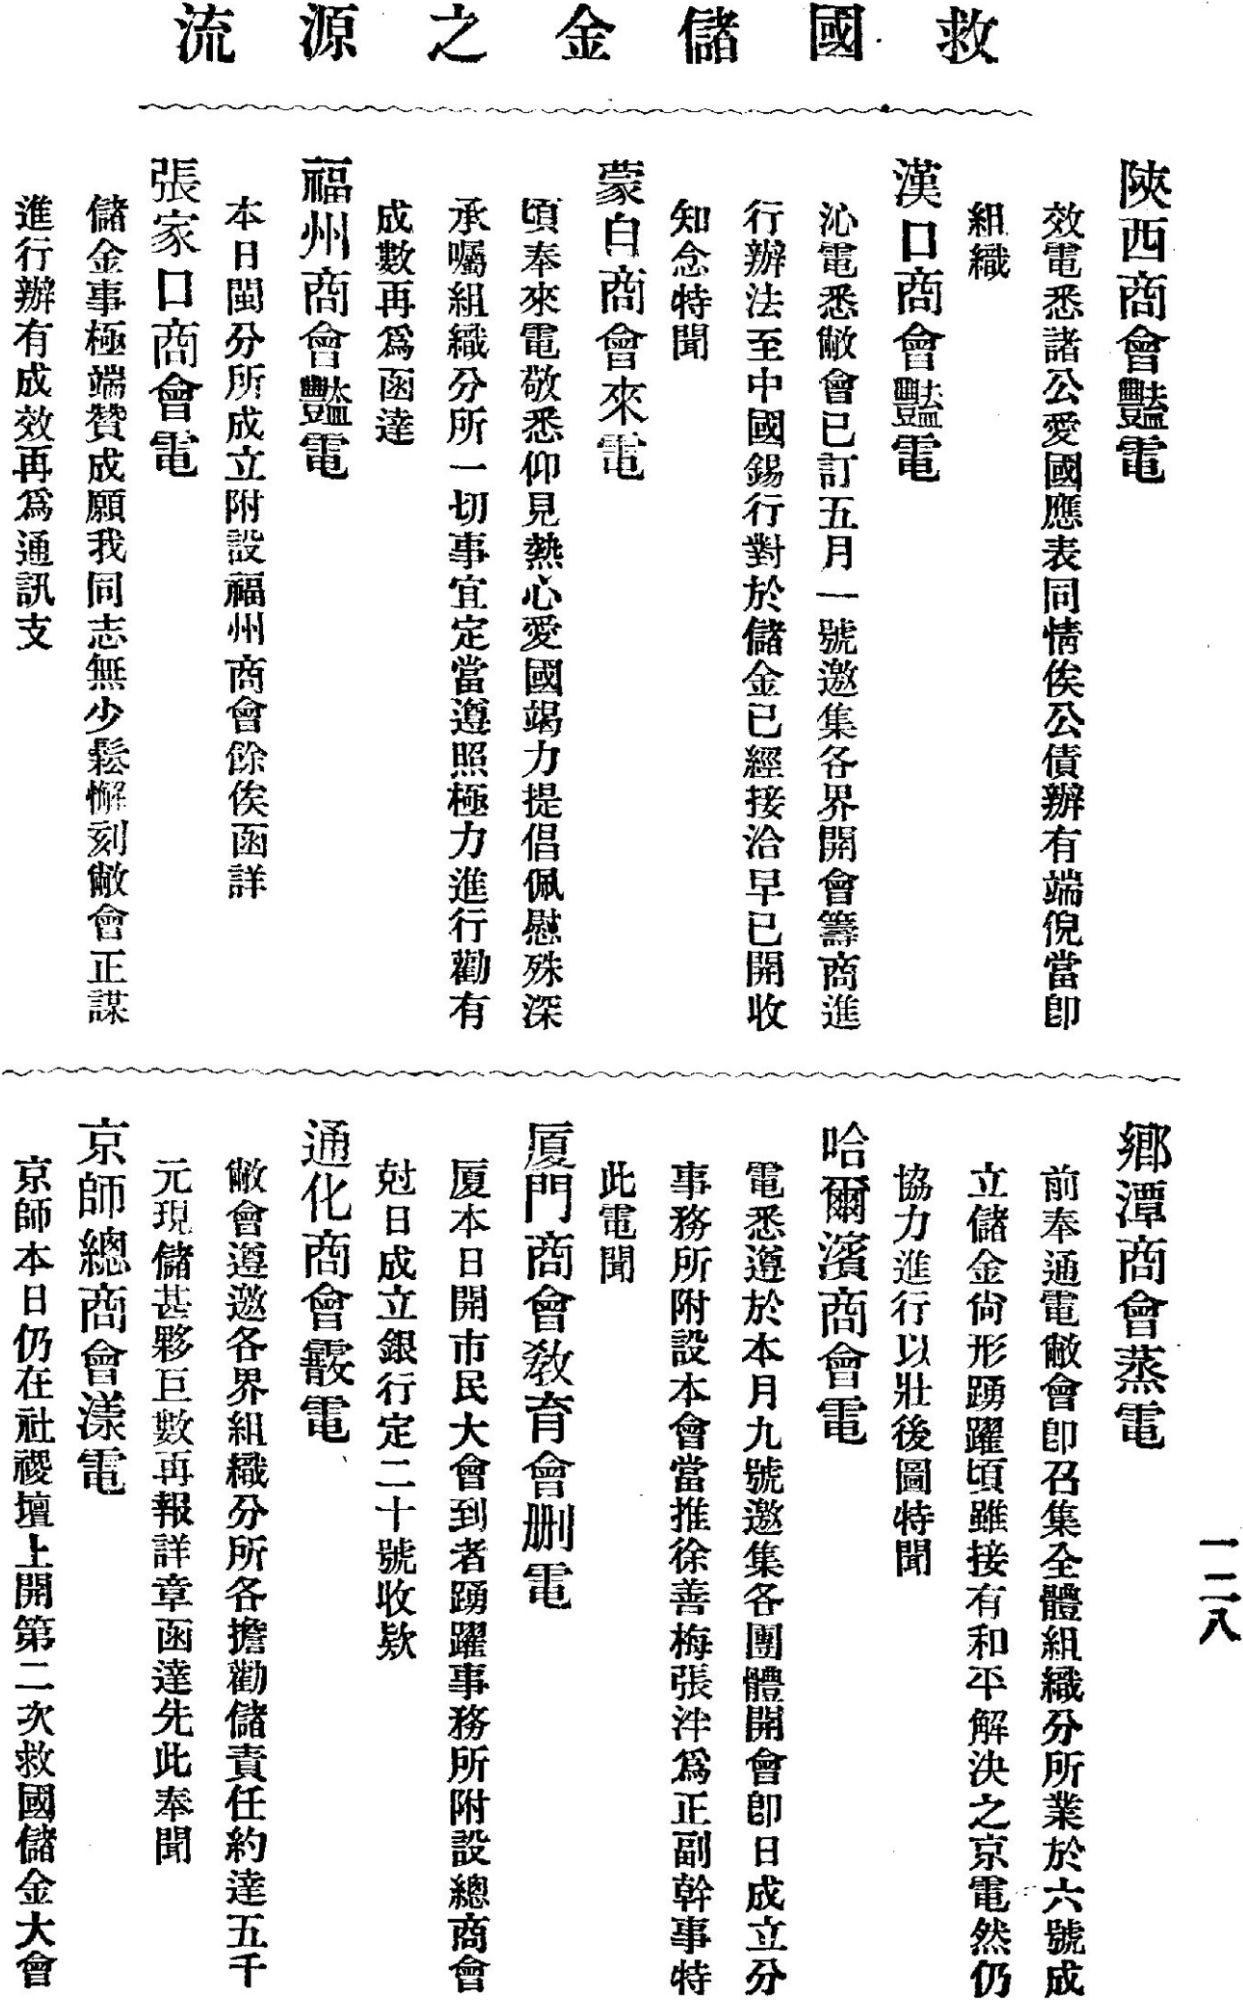 救國儲金之源流
陜西商會豔電
效電悉諸公愛國應表同情俟公債辦有端倪當卽
組織
漢口商會豔電
沁電悉敝會已訂五月一號邀集各界開會籌商進
行辦法至中國錫行對於儲金已經接洽早已開收
知念特聞
蒙自商會來電
頃奉來電敬悉仰見熱心愛國竭力提倡佩慰殊深
承囑組織分所一切事宜定當遵照極力進行勸有
成數再爲函達
福州商會豔電
本日閩分所成立附設福州商會餘俟函詳
張家口商會電
儲金事極端贊成願我同志無少鬆懈刻敝會正謀
進行辦有成效再爲通訊支
鄉潭商會蒸電
前奉通電敝會卽召集全體組織分所業於六號成
立儲金尙形踴躍頃雖接有和平解決之京電然仍
協力進行以壯後圖特聞
哈爾濱商會電
電悉遵於本月九號邀集各團體開會卽日成立分
事務所附設本會當推徐善梅張泮爲正副幹事特
此電聞
厦門商會敎育會删電
厦本日開市民大會到者踴躍事務所附設總商會
尅日成立銀行定二十號收欵
通化商會霰電
敝會遵邀各界組織分所各擔勸儲責任約達五千
元現儲甚夥巨數再報詳章函達先此奉聞
京師總商會漾電
京師本日仍在社稷壇上開第二次救國儲金大會
一二八